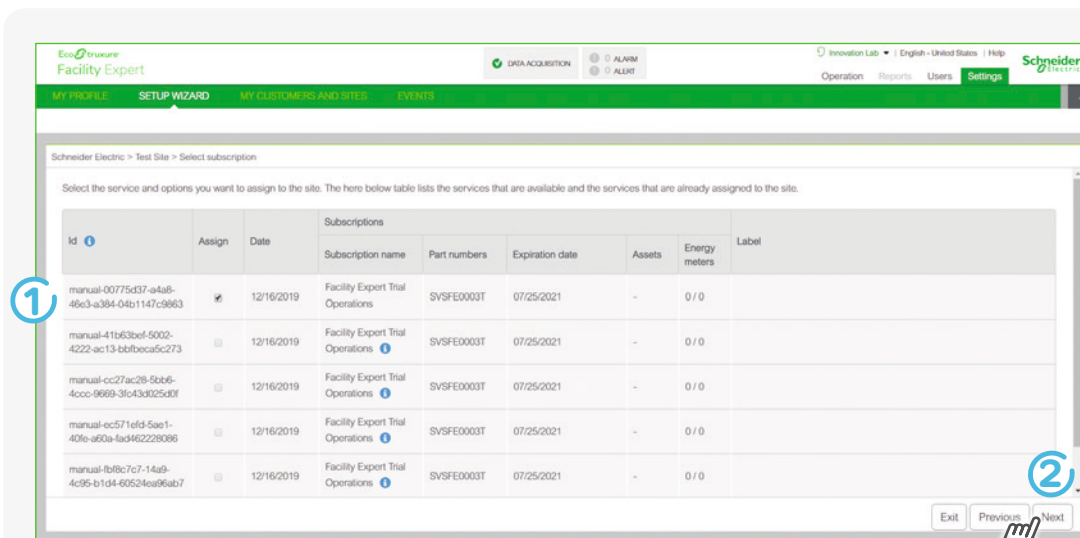 EcoStruxure
Facility Expert
DATA ACQUISITION
0 ALARM
0 ALERT
Innovation Lab | English - United States | Help
Schneider
Electric
Operation Reports Users Settings
MY PROFILE SETUP WIZARD MY CUSTOMERS AND SITES EVENTS
Schneider Electric > Test Site > Select subscription
Select the service and options you want to assign to the site. The here below table lists the services that are available and the services that are already assigned to the site.
Id Assign Date Subscriptions Label
Subscription name Part numbers Expiration date Assets Energy meters
1
manual-00775d37-a4a8-
46e3-a384-04b1147c9863
12/16/2019
Facility Expert Trial
Operations
SVSFE0003T 07/25/2021 - 0 / 0
manual-41b63bef-5002-
4222-ac13-bbfbeca5c273
12/16/2019
Facility Expert Trial
Operations
SVSFE0003T 07/25/2021 - 0 / 0
manual-cc27ac28-5bb6-
4ccc-9669-3fc43d025d0f
12/16/2019
Facility Expert Trial
Operations
SVSFE0003T 07/25/2021 - 0 / 0
manual-ec571efd-5ae1-
40fe-a60a-fad462228086
12/16/2019
Facility Expert Trial
Operations
SVSFE0003T 07/25/2021 - 0 / 0
manual-fbf8c7c7-14a9-
4c95-b1d4-60524ea96ab7
12/16/2019
Facility Expert Trial
Operations
SVSFE0003T 07/25/2021 - 0 / 0
2
Exit Previous Next